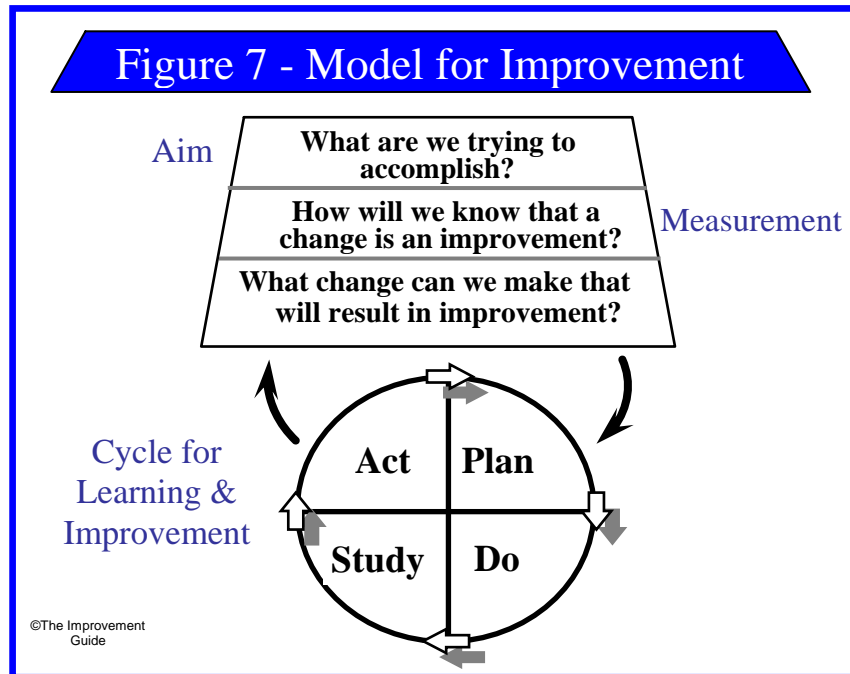 Figure 7 - Model for Improvement
Aim
What are we trying to
accomplish?
How will we know that a
change is an improvement?
Measurement
What change can we make that
will result in improvement?
Act
Plan
Cycle for
Learning &
Improvement
Study
Do
©The Improvement
Guide